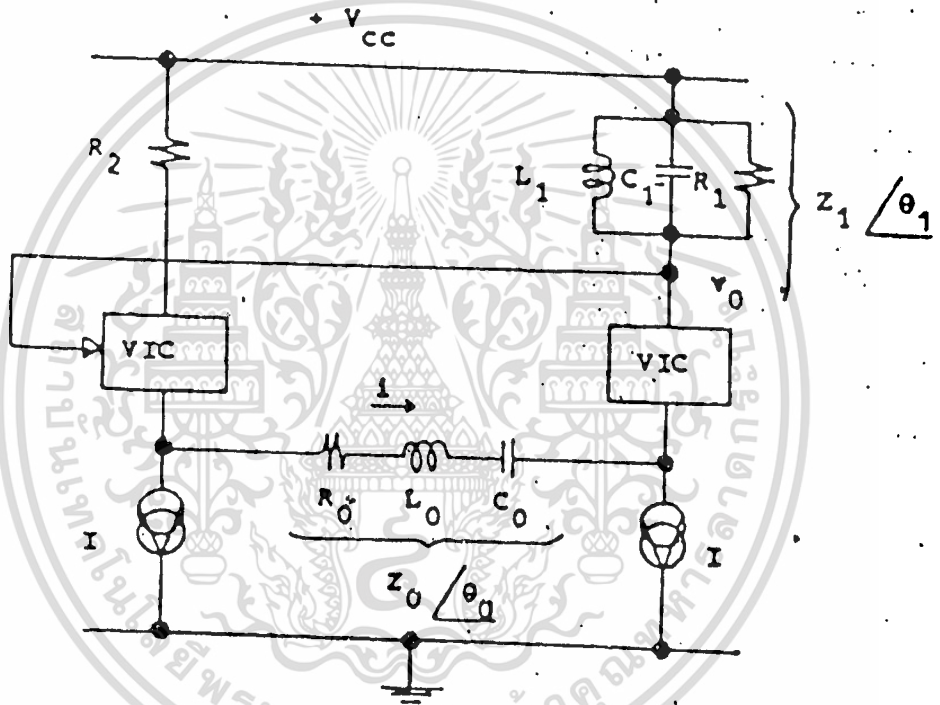 + V CC
R 2
L 1
C 1
R 1
Z 1 / θ 1
v 0
VIC
VIC
i
R 0
L 0
C 0
I
I
Z 0 / θ 0